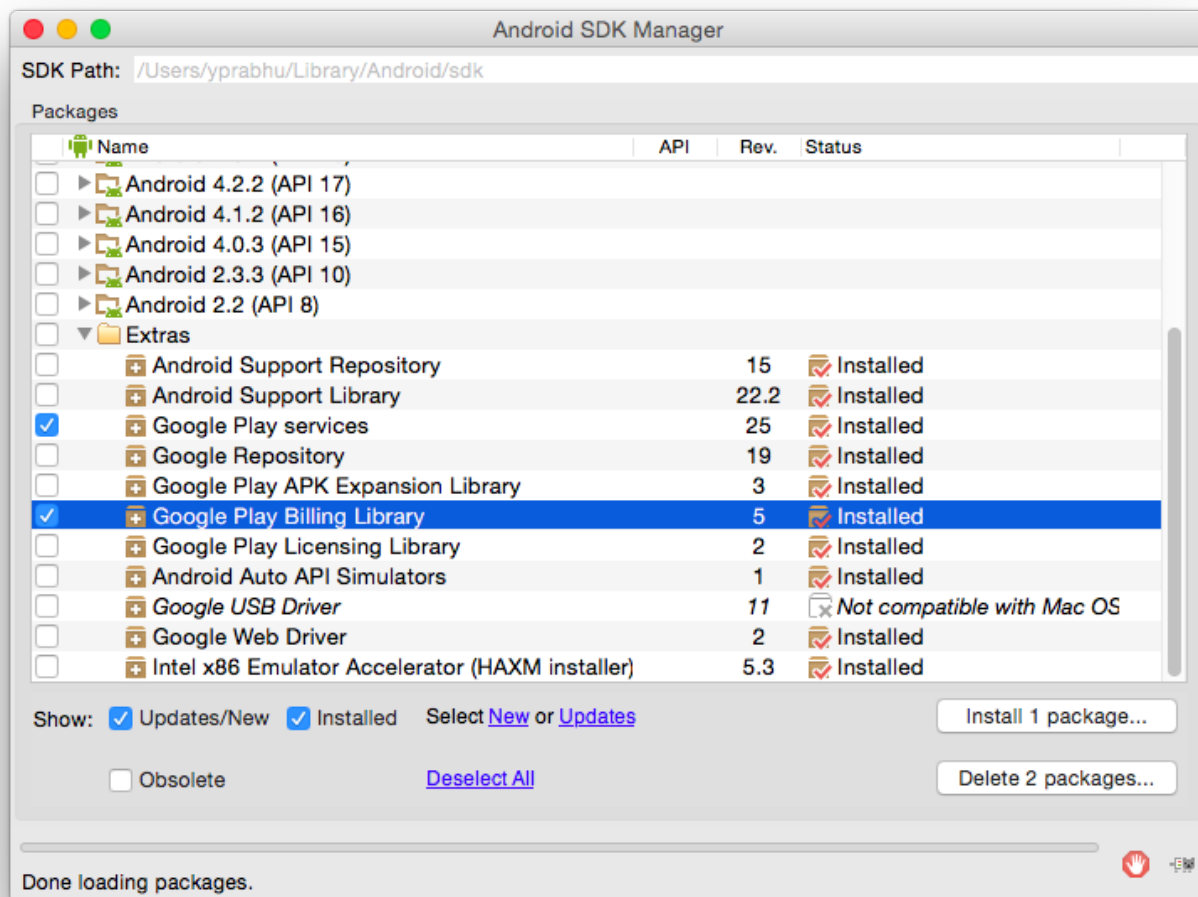 Android SDK Manager
SDK Path: /Users/yprabhu/Library/Android/sdk
Packages
Name API Rev. Status
Android 4.2.2 (API 17)
Android 4.1.2 (API 16)
Android 4.0.3 (API 15)
Android 2.3.3 (API 10)
Android 2.2 (API 8)
Extras
Android Support Repository 15 Installed
Android Support Library 22.2 Installed
Google Play services 25 Installed
Google Repository 19 Installed
Google Play APK Expansion Library 3 Installed
Google Play Billing Library 5 Installed
Google Play Licensing Library 2 Installed
Android Auto API Simulators 1 Installed
Google USB Driver 11 Not compatible with Mac OS
Google Web Driver 2 Installed
Intel x86 Emulator Accelerator (HAXM installer) 5.3 Installed
Show: Updates/New Installed Select New or Updates Install 1 package...
Obsolete Deselect All Delete 2 packages...
Done loading packages.